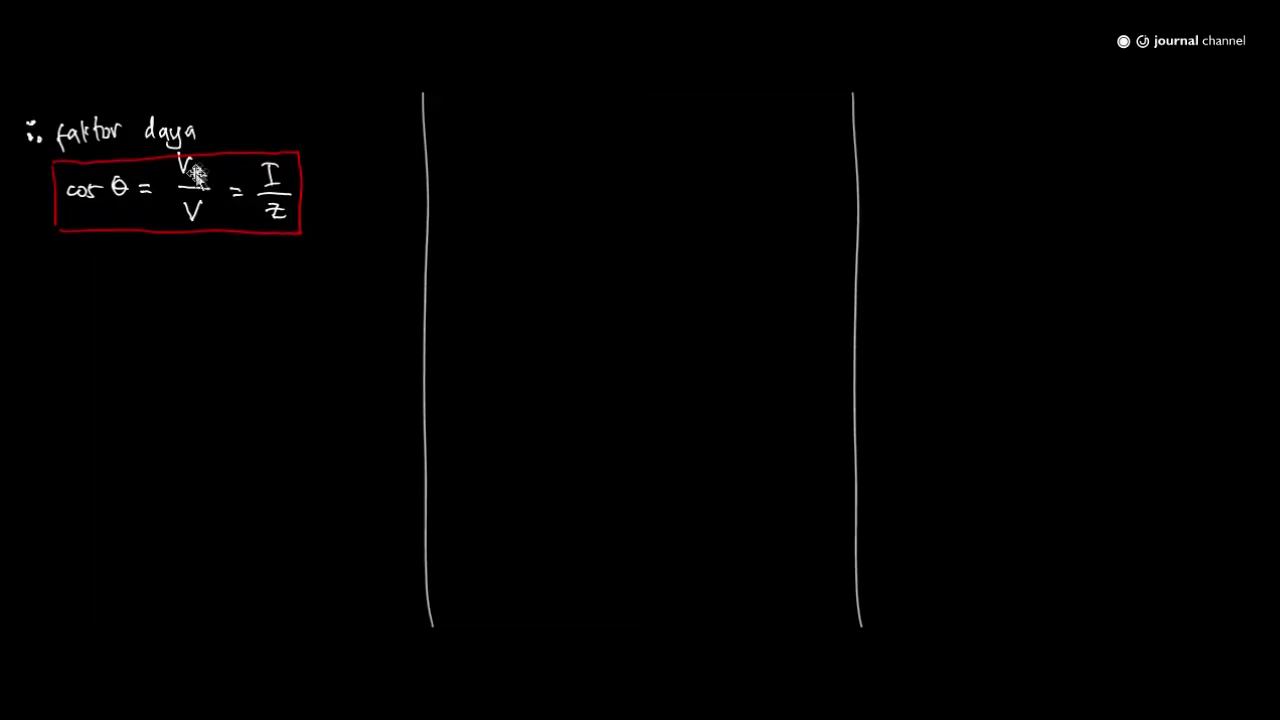 journal channel
∴ faktor daya
cos θ = V / V = I / z